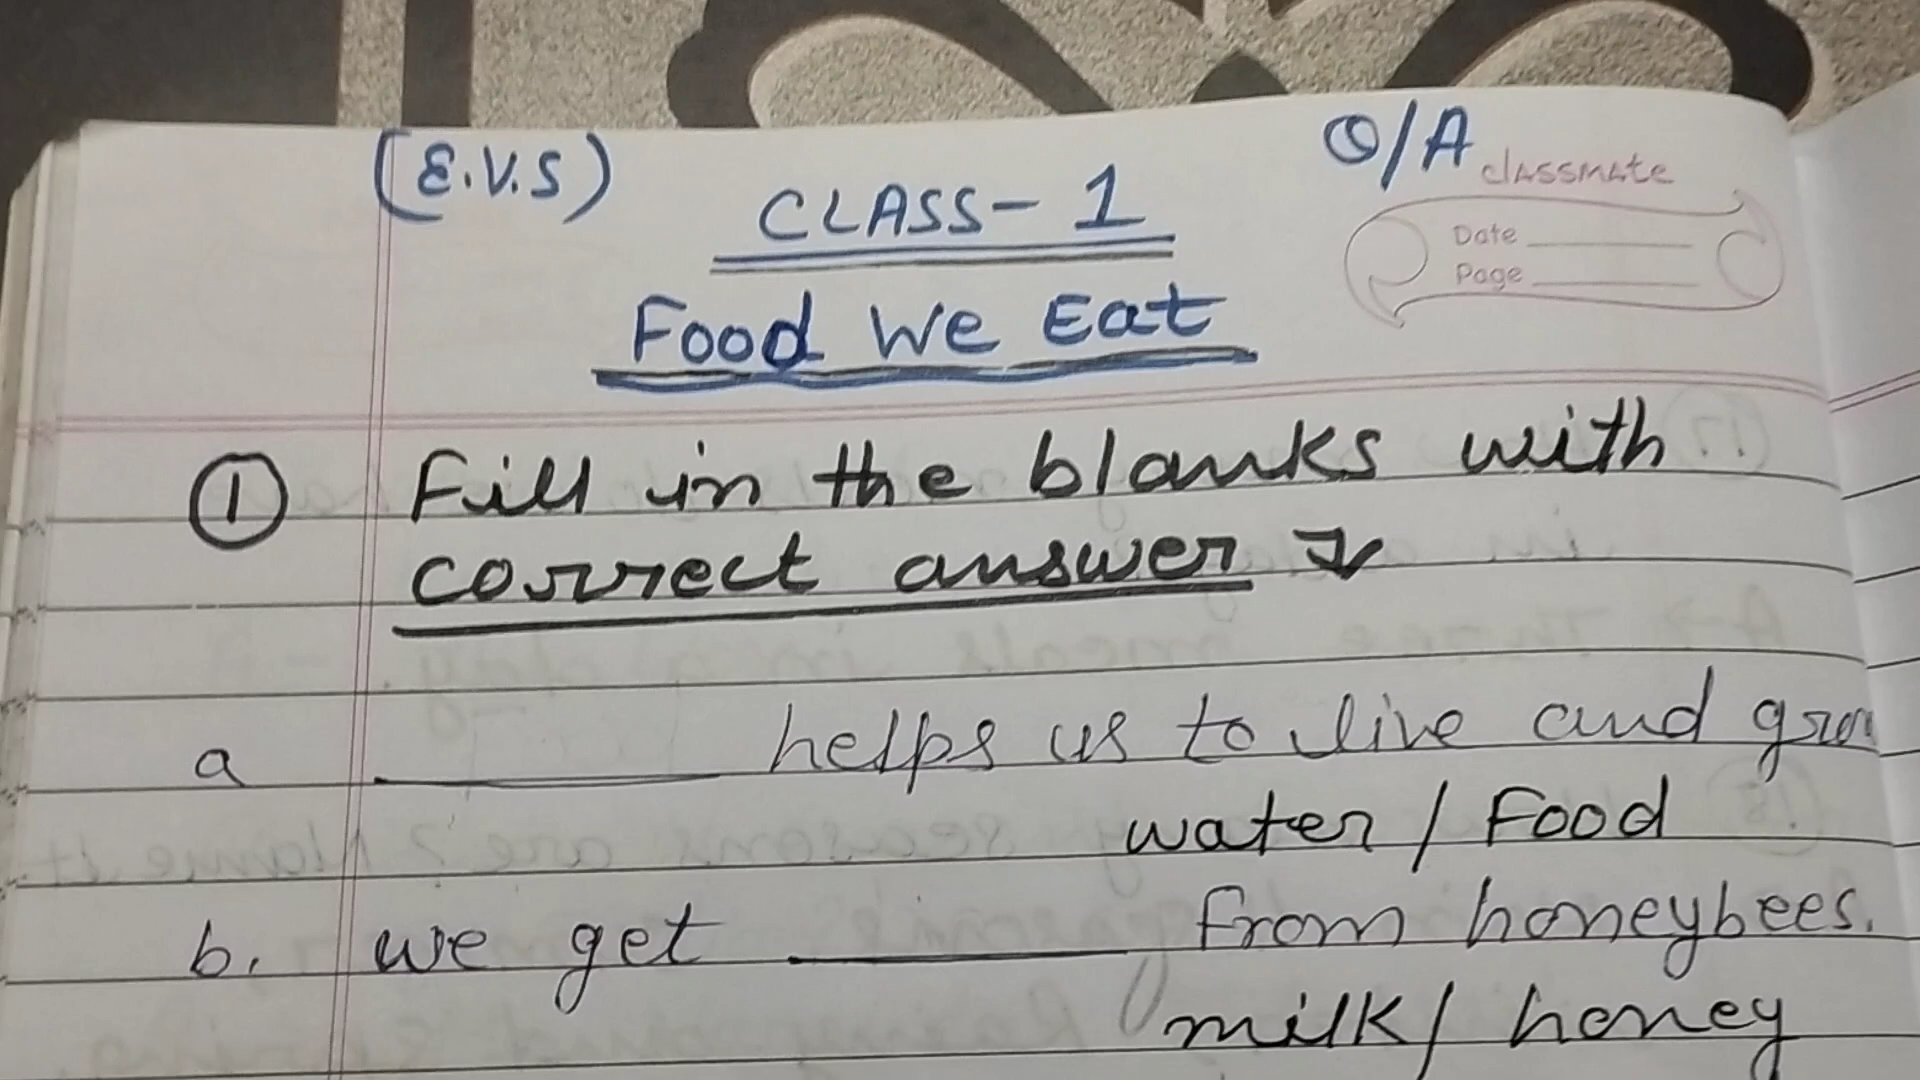 (E.V.S)
Q/A
CLASS-1
classmate
Date
Page
Food We Eat
① Fill in the blanks with
correct answer
a ______ helps us to live and grow
water / Food
b. we get ______ from honeybees.
milk / honey